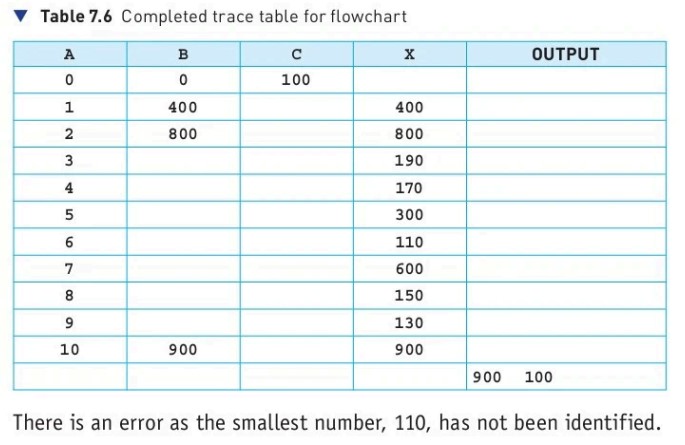 ▼ Table 7.6 Completed trace table for flowchart
A B C X OUTPUT
0 0 100
1 400 400
2 800 800
3 190
4 170
5 300
6 110
7 600
8 150
9 130
10 900 900
900 100
There is an error as the smallest number, 110, has not been identified.